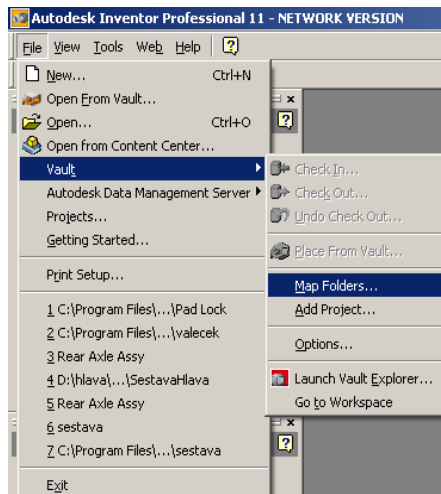 Autodesk Inventor Professional 11 - NETWORK VERSION
File View Tools Web Help
New... Ctrl+N
Open From Vault...
Open... Ctrl+O
Open from Content Center...
Vault
Autodesk Data Management Server
Projects...
Getting Started...
Print Setup...
1 C:\Program Files\...\Pad Lock
2 C:\Program Files\...\valecek
3 Rear Axle Assy
4 D:\hlava\...\SestavaHlava
5 Rear Axle Assy
6 sestava
7 C:\Program Files\...\sestava
Exit
Check In...
Check Out...
Undo Check Out...
Place From Vault...
Map Folders...
Add Project...
Options...
Launch Vault Explorer...
Go to Workspace